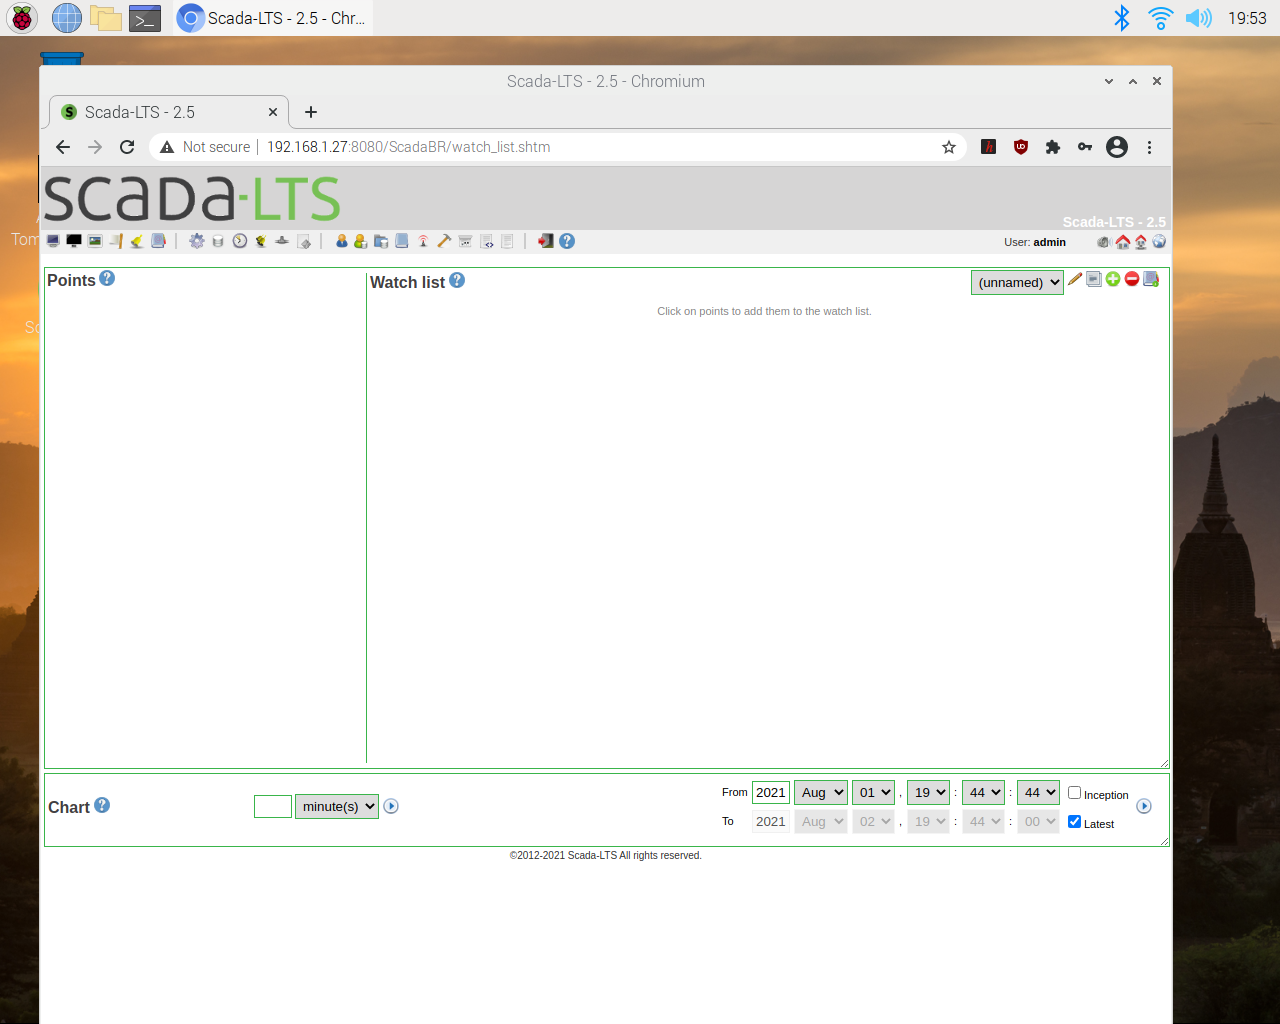 Scada-LTS - 2.5 - Chr... 19:53
Scada-LTS - 2.5 - Chromium
Scada-LTS - 2.5
Not secure 192.168.1.27:8080/ScadaBR/watch_list.shtm
SCADA-LTS
Scada-LTS - 2.5
User: admin
Points Watch list (unnamed)
Click on points to add them to the watch list.
Chart minute(s)
From 2021 Aug 01 , 19 : 44 : 44 Inception
To 2021 Aug 02 , 19 : 44 : 00 Latest
©2012-2021 Scada-LTS All rights reserved.